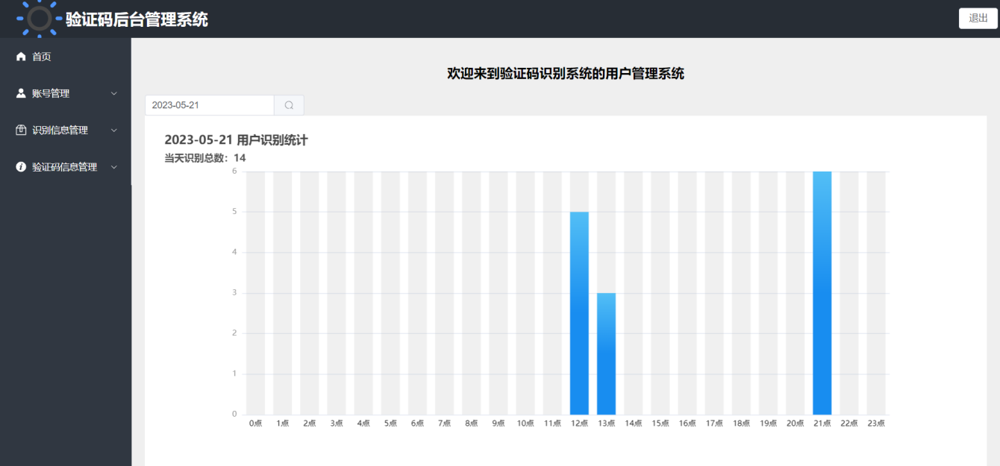 验证码后台管理系统
退出
首页
账号管理
识别信息管理
验证码信息管理
欢迎来到验证码识别系统的用户管理系统
2023-05-21
2023-05-21 用户识别统计
当天识别总数：14
6
5
4
3
2
1
0
0点 1点 2点 3点 4点 5点 6点 7点 8点 9点 10点 11点 12点 13点 14点 15点 16点 17点 18点 19点 20点 21点 22点 23点